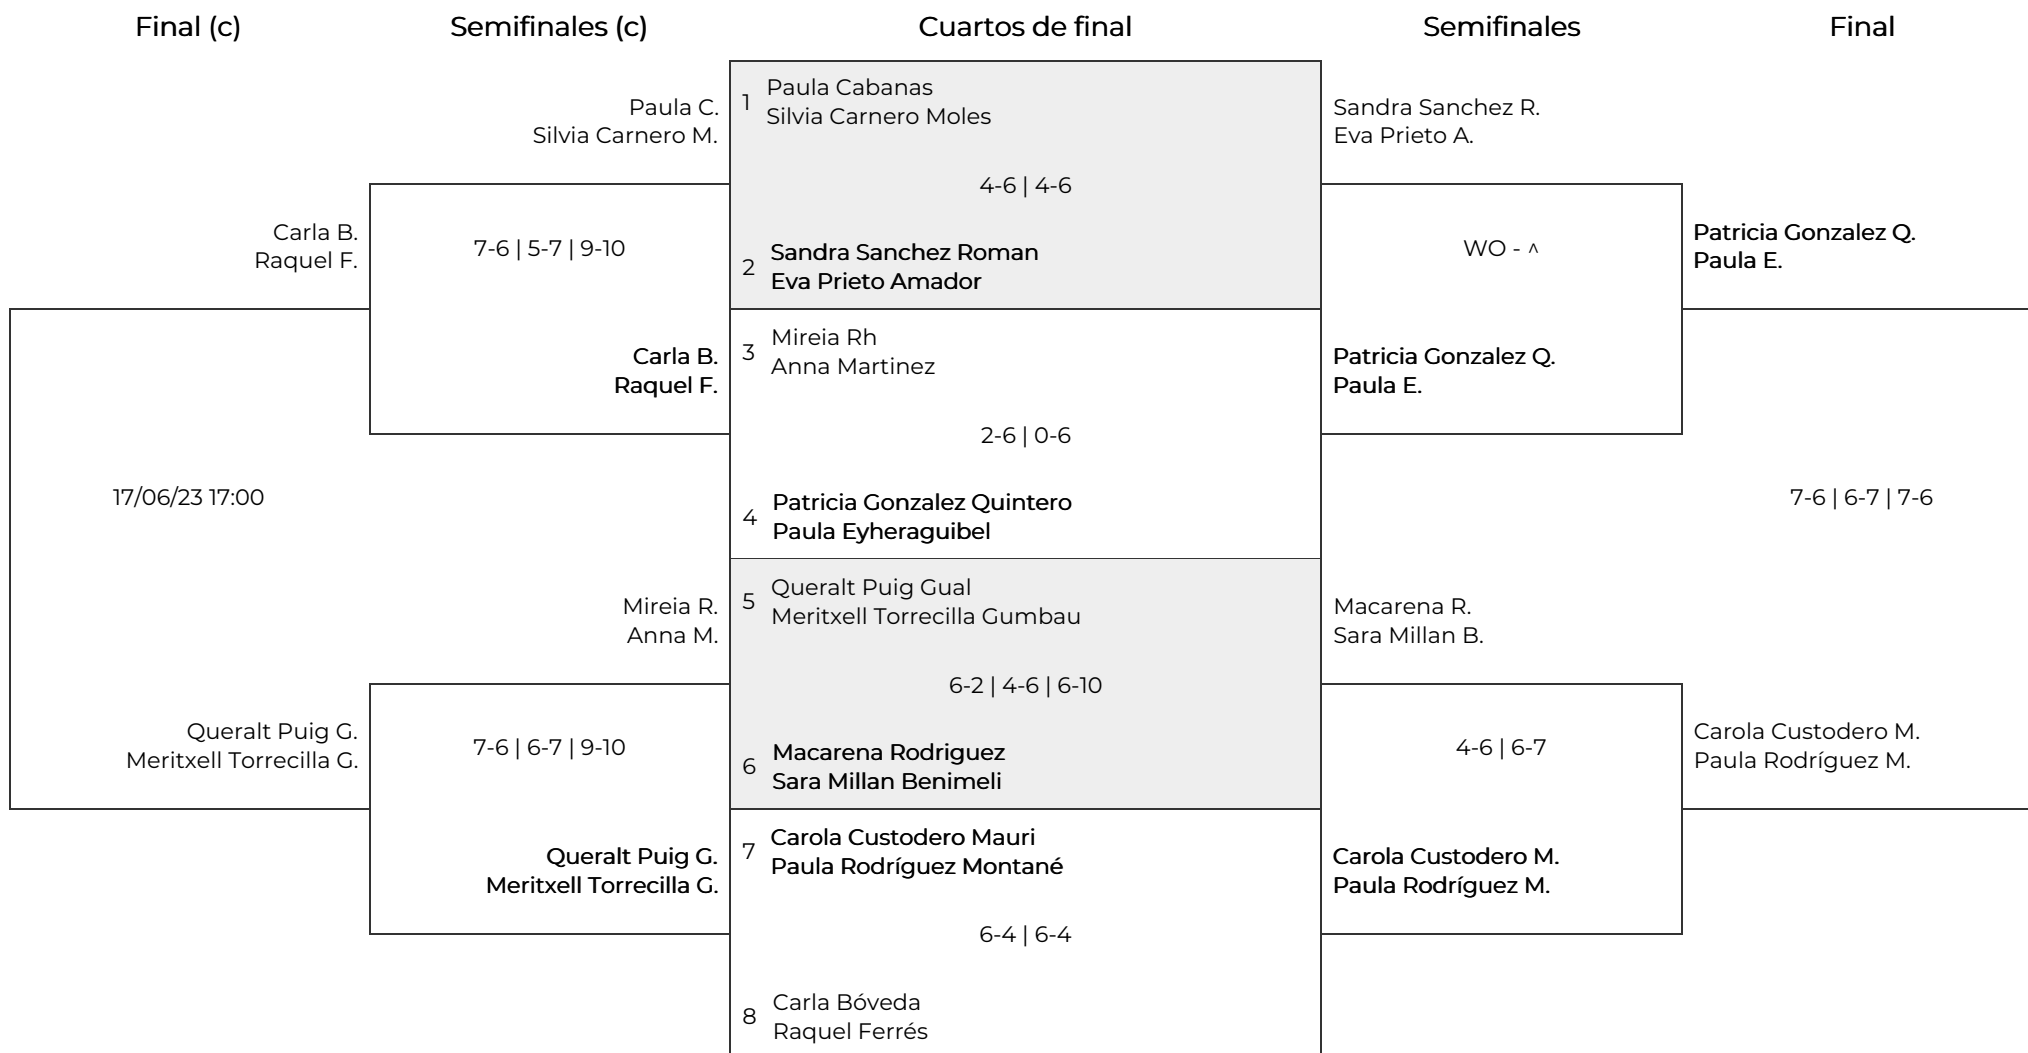 Final (c)
Semifinales (c)
Cuartos de final
Semifinales
Final
Carla B.
Raquel F.
17/06/23 17:00
Queralt Puig G.
Meritxell Torrecilla G.
Paula C.
Silvia Carnero M.
7-6 | 5-7 | 9-10
Carla B.
Raquel F.
Mireia R.
Anna M.
7-6 | 6-7 | 9-10
Queralt Puig G.
Meritxell Torrecilla G.
1
Paula Cabanas
Silvia Carnero Moles
4-6 | 4-6
2
Sandra Sanchez Roman
Eva Prieto Amador
3
Mireia Rh
Anna Martinez
2-6 | 0-6
4
Patricia Gonzalez Quintero
Paula Eyheraguibel
5
Queralt Puig Gual
Meritxell Torrecilla Gumbau
6-2 | 4-6 | 6-10
6
Macarena Rodriguez
Sara Millan Benimeli
7
Carola Custodero Mauri
Paula Rodríguez Montané
6-4 | 6-4
8
Carla Bóveda
Raquel Ferrés
Sandra Sanchez R.
Eva Prieto A.
WO - ^
Patricia Gonzalez Q.
Paula E.
Macarena R.
Sara Millan B.
4-6 | 6-7
Carola Custodero M.
Paula Rodríguez M.
Patricia Gonzalez Q.
Paula E.
7-6 | 6-7 | 7-6
Carola Custodero M.
Paula Rodríguez M.